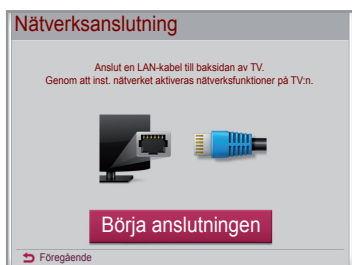 Nätverksanslutning
Anslut en LAN-kabel till baksidan av TV.
Genom att inst. nätverket aktiveras nätverksfunktioner på TV:n.
Börja anslutningen
Föregående